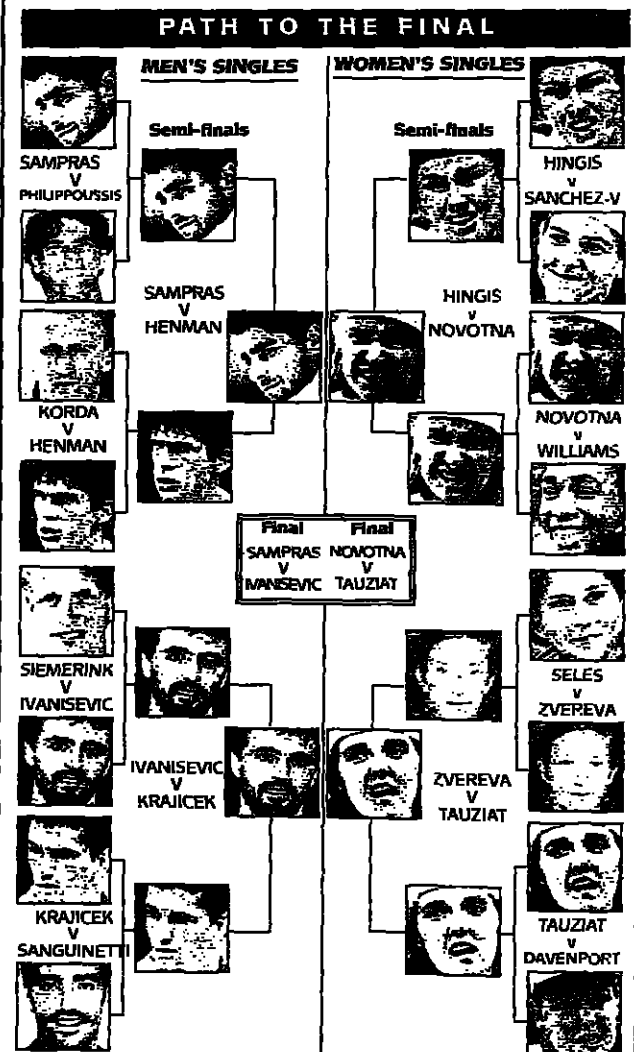 PATH TO THE FINAL
MEN'S SINGLES
Semi-finals
SAMPRAS
V
PHILIPPOUSSIS
SAMPRAS
V
HENMAN
KORDA
V
HENMAN
SIEMERINK
V
IVANISEVIC
IVANISEVIC
V
KRAJICEK
KRAJICEK
V
SANGUINETTI
Final
SAMPRAS
V
IVANISEVIC
Final
NOVOTNA
V
TAUZIAT
WOMEN'S SINGLES
Semi-finals
HINGIS
v
SANCHEZ-V
HINGIS
V
NOVOTNA
NOVOTNA
v
WILLIAMS
SELES
v
ZVEREVA
ZVEREVA
V
TAUZIAT
TAUZIAT
v
DAVENPORT